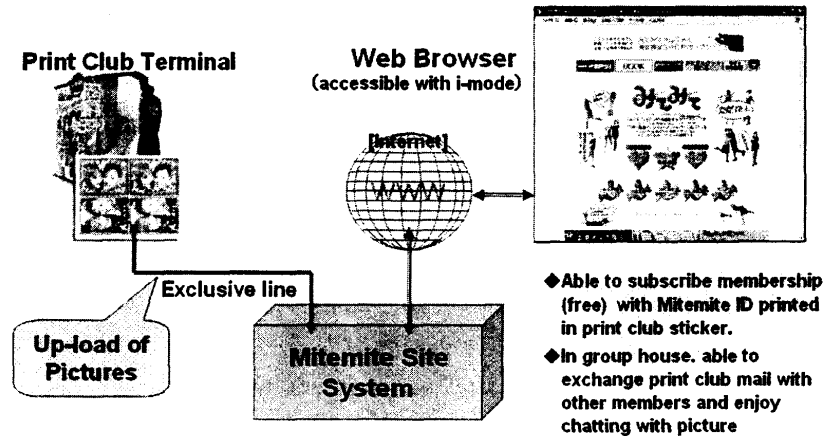 Print Club Terminal
Web Browser
(accessible with i-mode)
[Internet]
Exclusive line
Up-load of
Pictures
Mitemite Site
System
◆Able to subscribe membership
(free) with Mitemite ID printed
in print club sticker.
◆In group house. able to
exchange print club mail with
other members and enjoy
chatting with picture